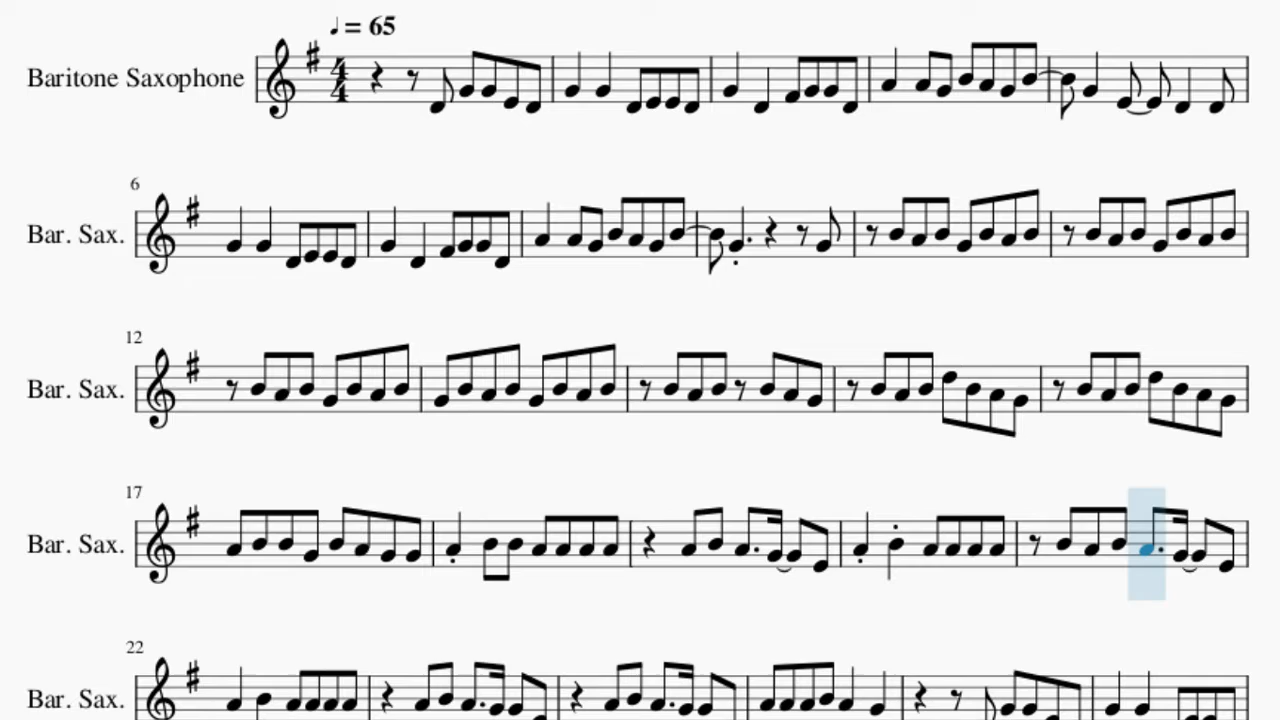 ♩ = 65
Baritone Saxophone
4
4
6
Bar. Sax.
12
Bar. Sax.
17
Bar. Sax.
22
Bar. Sax.